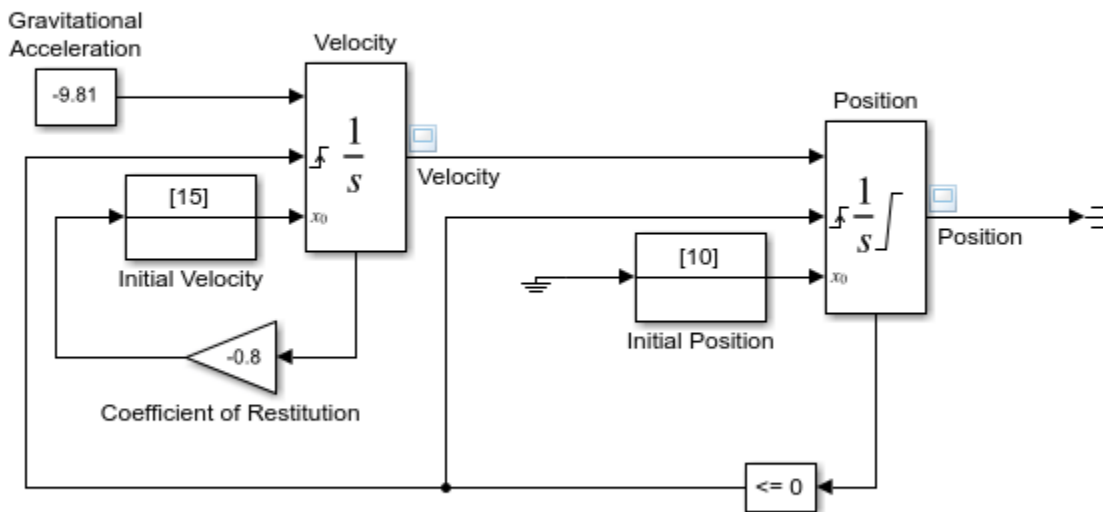 Gravitational
Acceleration
-9.81
Velocity
1
s
x0
Velocity
[15]
Initial Velocity
-0.8
Coefficient of Restitution
Position
1
s
x0
Position
[10]
Initial Position
<= 0